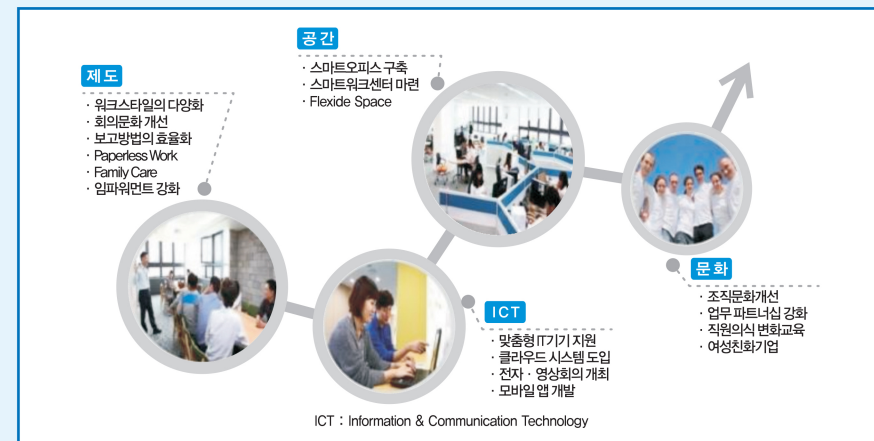 제도
· 워크스타일의 다양화
· 회의문화 개선
· 보고방법의 효율화
· Paperless Work
· Family Care
· 임파워먼트 강화
공간
· 스마트오피스 구축
· 스마트워크센터 마련
· Flexide Space
ICT
· 맞춤형 IT기기 지원
· 클라우드 시스템 도입
· 전자 · 영상회의 개최
· 모바일 앱 개발
문화
· 조직문화개선
· 업무 파트너십 강화
· 직원의식 변화교육
· 여성친화기업
ICT : Information & Communication Technology